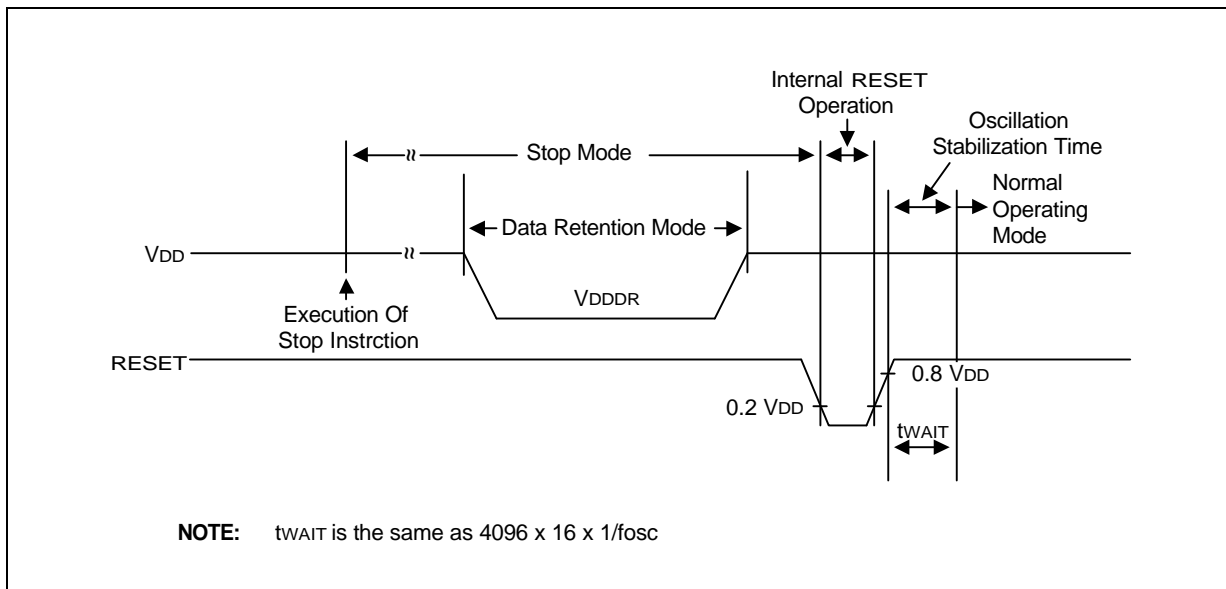 Internal RESET
Operation
Oscillation
Stabilization Time
Stop Mode
Normal
Operating
Mode
Data Retention Mode
VDD
VDDDR
Execution Of
Stop Instrction
RESET
0.8 VDD
0.2 VDD
tWAIT
NOTE: tWAIT is the same as 4096 x 16 x 1/fosc